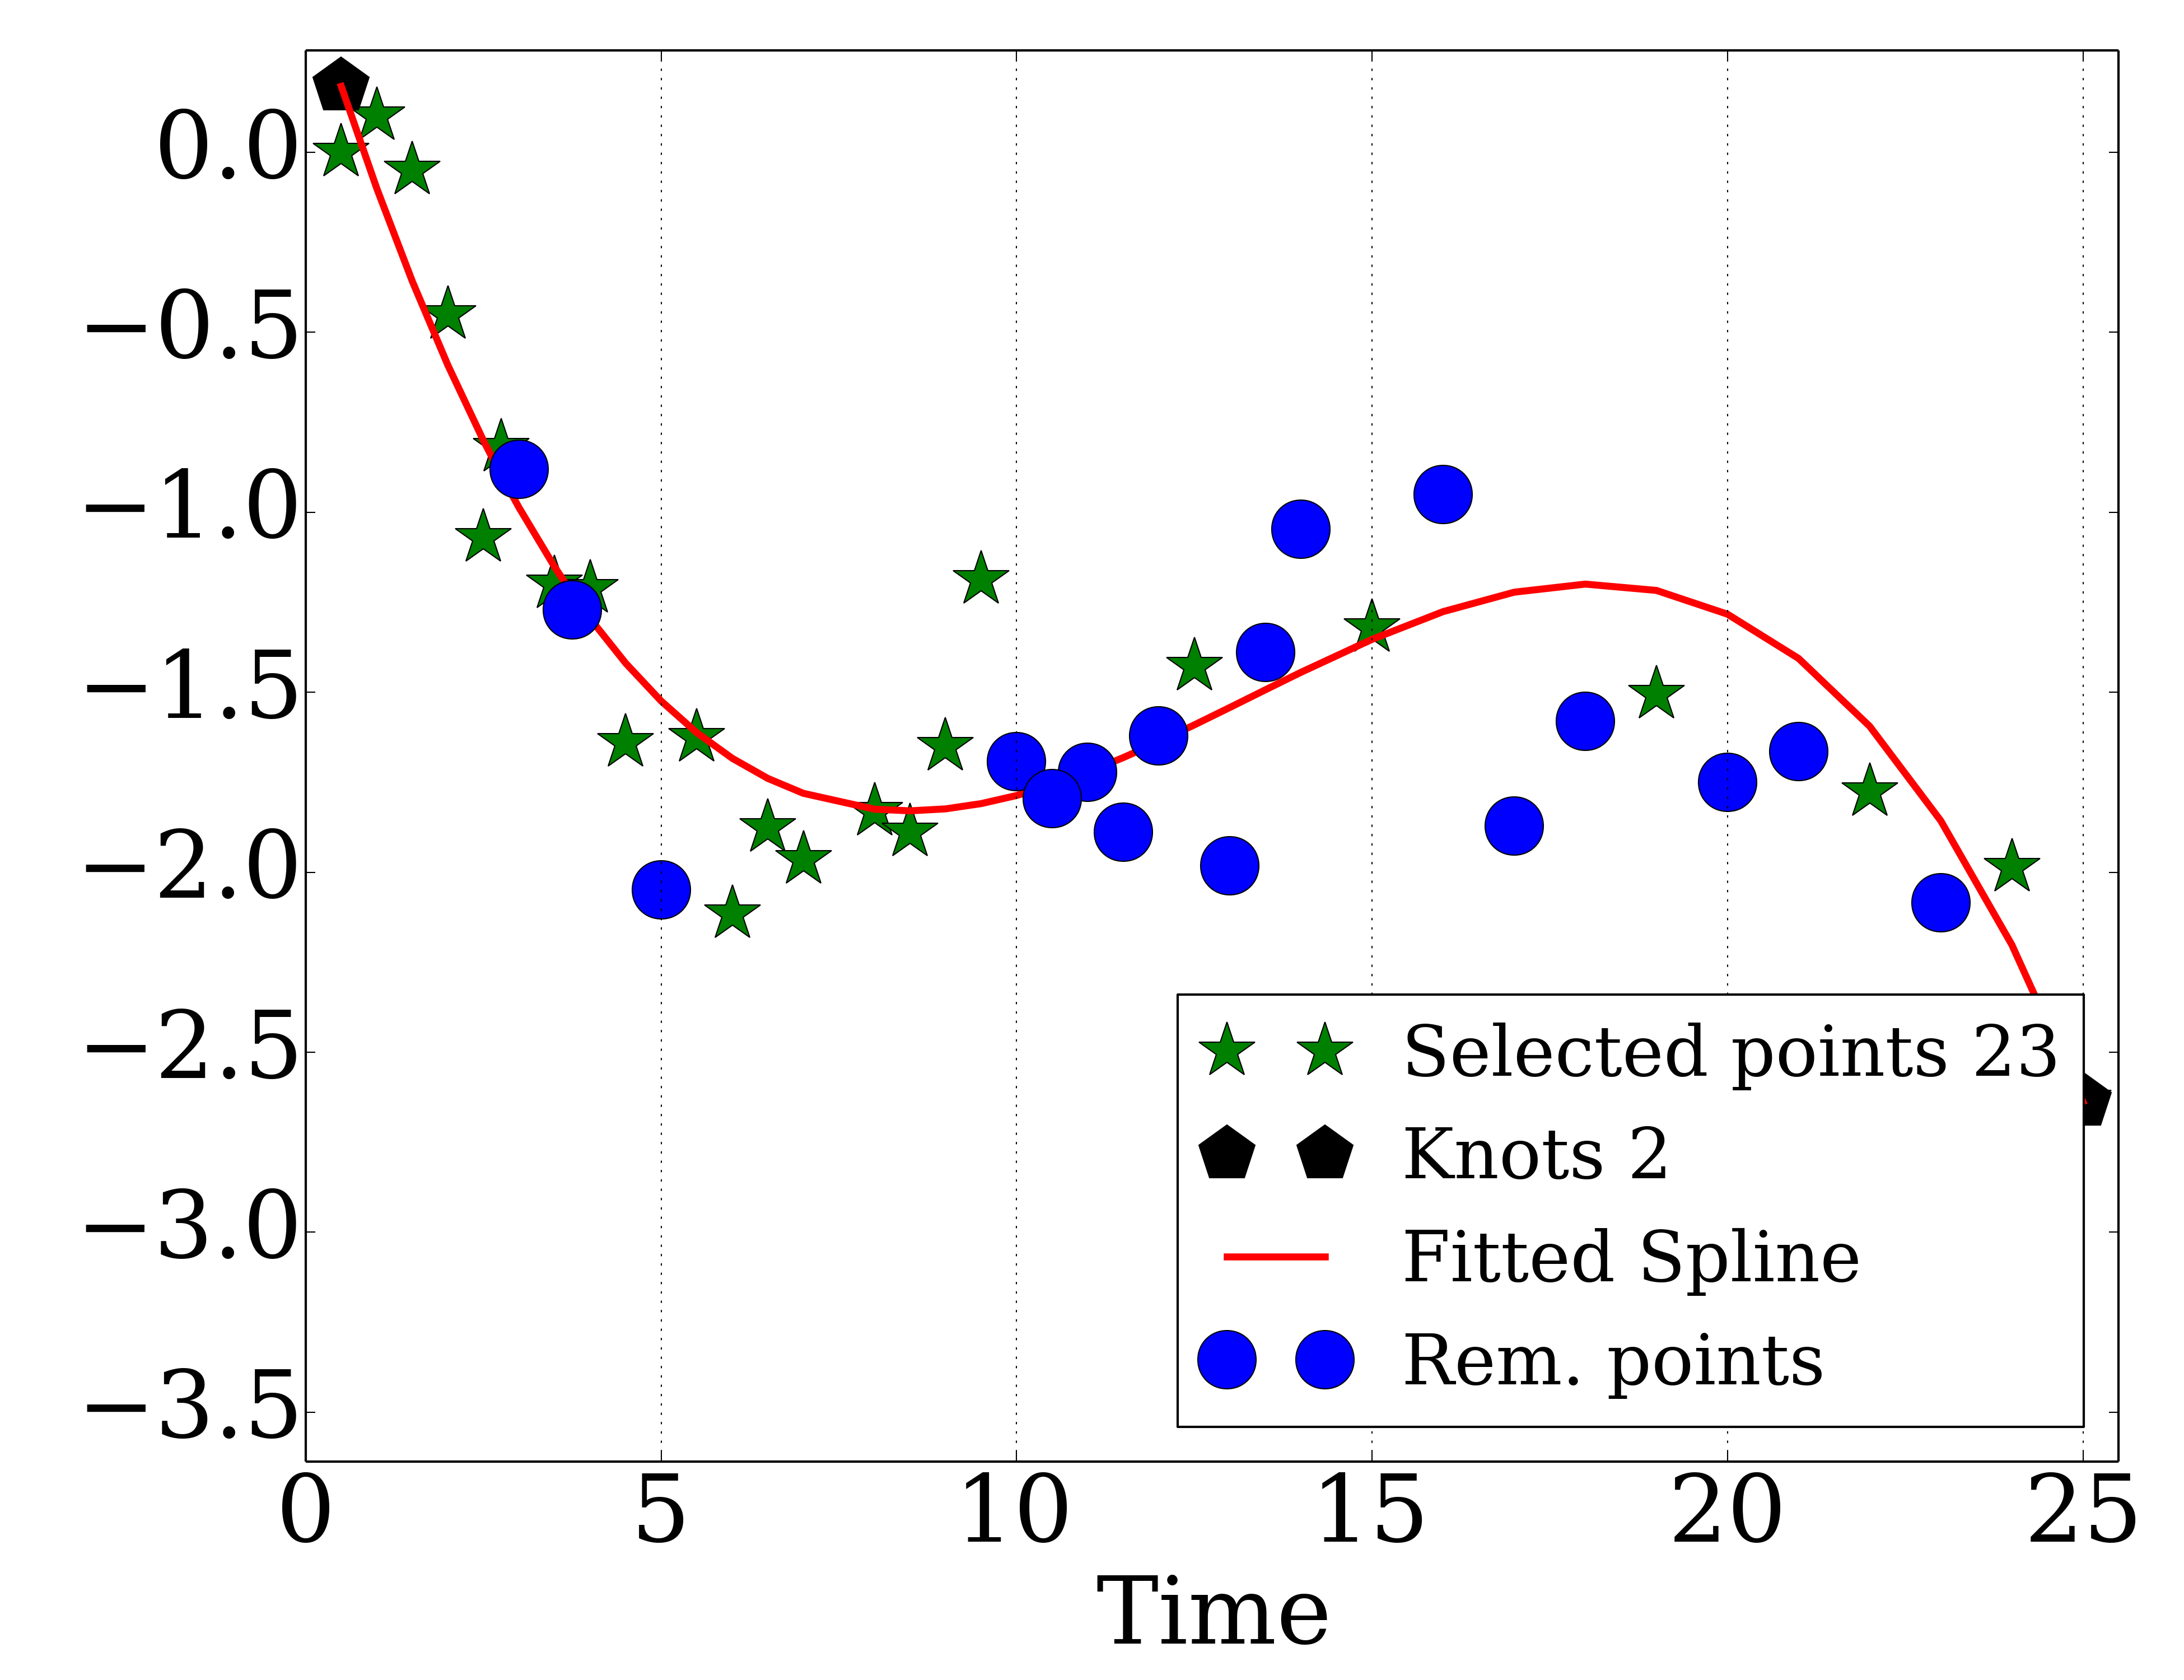 0.0
−0.5
−1.0
−1.5
−2.0
−2.5
−3.0
−3.5
Selected points 23
Knots 2
Fitted Spline
Rem. points
0 5 10 15 20 25
Time